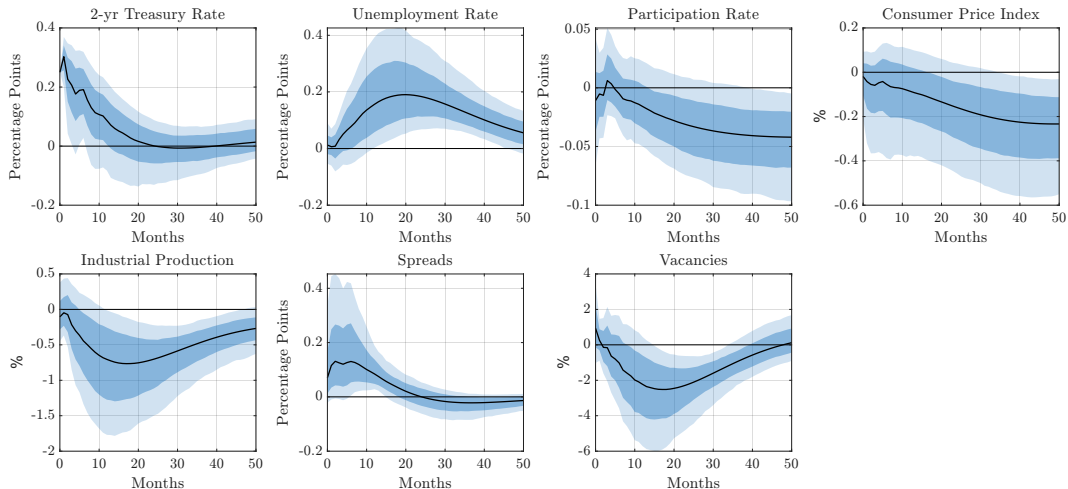 2-yr Treasury Rate
Percentage Points
0.4
0.2
0
-0.2
0 10 20 30 40 50
Months
Unemployment Rate
Percentage Points
0.4
0.2
0
-0.2
0 10 20 30 40 50
Months
Participation Rate
Percentage Points
0.05
0
-0.05
-0.1
0 10 20 30 40 50
Months
Consumer Price Index
%
0.2
0
-0.2
-0.4
-0.6
0 10 20 30 40 50
Months
Industrial Production
%
0.5
0
-0.5
-1
-1.5
-2
0 10 20 30 40 50
Months
Spreads
Percentage Points
0.4
0.2
0
-0.2
0 10 20 30 40 50
Months
Vacancies
%
4
2
0
-2
-4
-6
0 10 20 30 40 50
Months